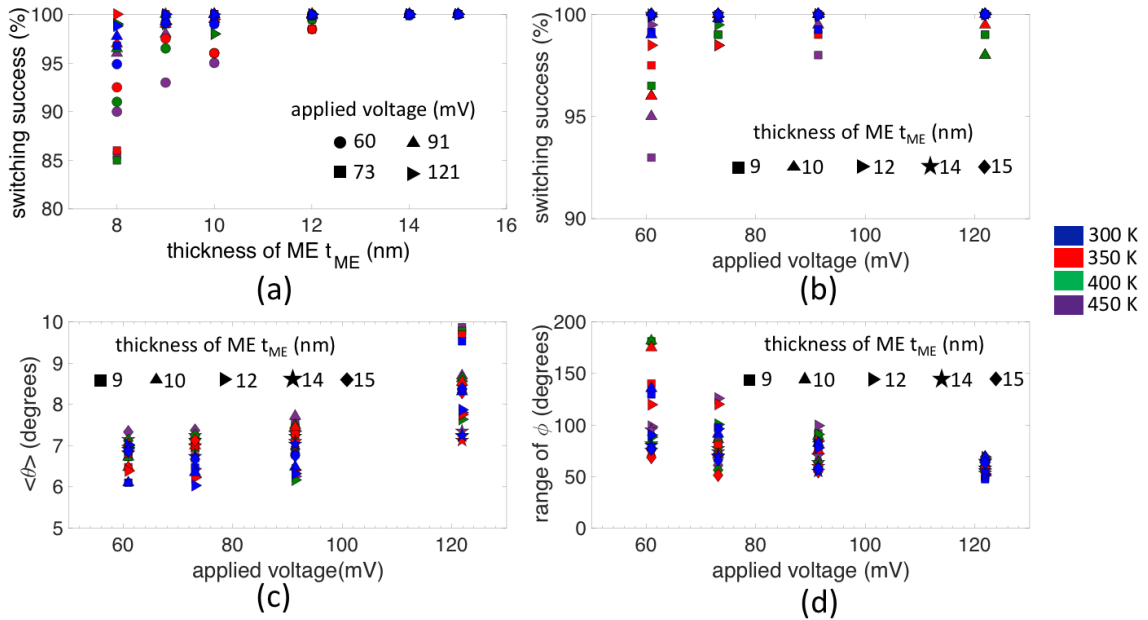 switching success (%)
100
95
90
85
80
8
10
12
14
16
applied voltage (mV)
60
91
73
121
thickness of ME tME (nm)
(a)
switching success (%)
100
95
90
thickness of ME tME (nm)
9
10
12
14
15
60
80
100
120
applied voltage (mV)
(b)
300 K
350 K
400 K
450 K
<θ> (degrees)
10
9
8
7
6
5
thickness of ME tME (nm)
9
10
12
14
15
60
80
100
120
applied voltage(mV)
(c)
range of ϕ (degrees)
200
150
100
50
0
thickness of ME tME (nm)
9
10
12
14
15
60
80
100
120
applied voltage (mV)
(d)